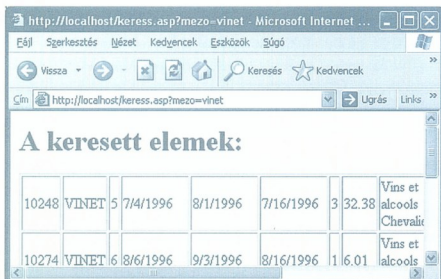 http://localhost/keress.asp?mezo=vinet - Microsoft Internet ...
Fájl Szerkesztés Nézet Kedvencek Eszközök Súgó
Vissza Keresés Kedvencek
Cím http://localhost/keress.asp?mezo=vinet Ugrás Links
A keresett elemek:
10248 VINET 5 7/4/1996 8/1/1996 7/16/1996 3 32.38 Vins et
alcools
Chevalie
10274 VINET 6 8/6/1996 9/3/1996 8/16/1996 1 6.01 Vins et
alcools